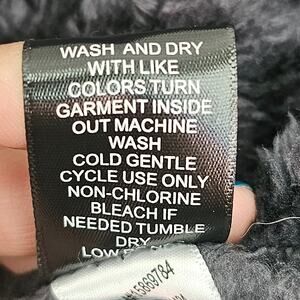 WASH AND DRY
WITH LIKE
COLORS TURN
GARMENT INSIDE
OUT MACHINE
WASH
COLD GENTLE
CYCLE USE ONLY
NON-CHLORINE
BLEACH IF
NEEDED TUMBLE
DRY
LOW